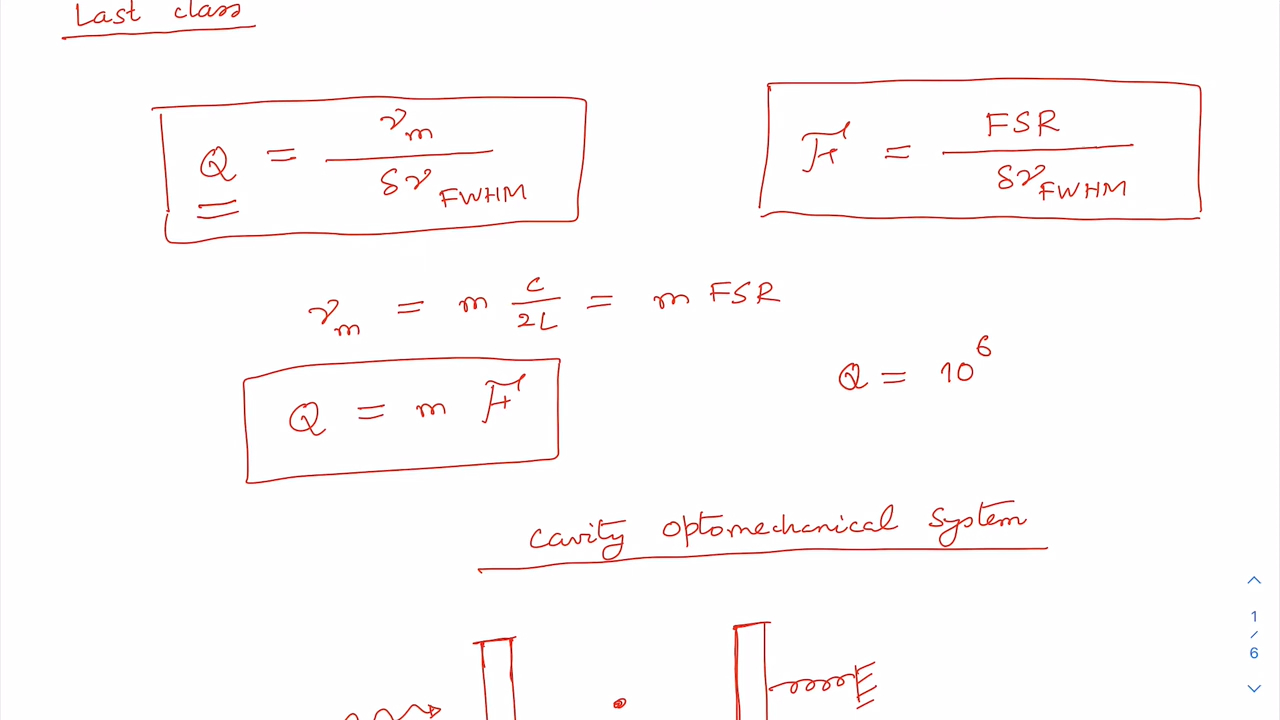 Last class
Q = ν_m / δν_FWHM
ℱ = FSR / δν_FWHM
ν_m = m c/2L = m FSR
Q = 10^6
Q = m ℱ
Cavity Optomechanical System
1
/
6